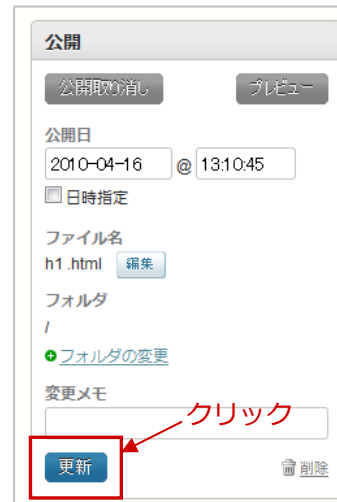 公開
公開取り消し プレビュー
公開日
2010-04-16 @ 13:10:45
日時指定
ファイル名
h1.html 編集
フォルダ
/
フォルダの変更
変更メモ
クリック
更新 削除